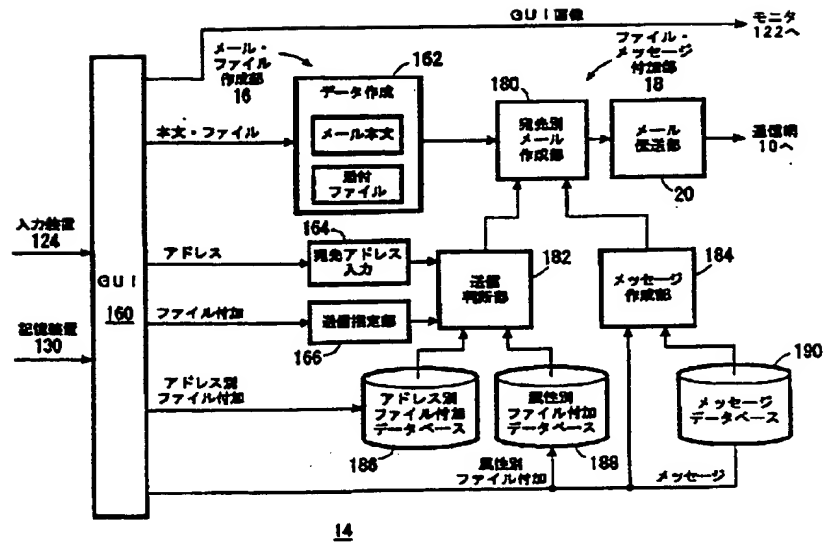 GUI画像
モニタ
122へ
メール・
ファイル
作成部
16
162
ファイル・
メッセージ
付加部
18
データ作成
メール本文
添付
ファイル
180
宛先別
メール
作成部
メール
伝送部
20
通信網
10へ
本文・ファイル
入力装置
124
GUI
160
記憶装置
130
アドレス
164
宛先アドレス
入力
182
送信
判断部
184
メッセージ
作成部
ファイル付加
送信指定部
166
190
アドレス別
ファイル付加
アドレス別
ファイル付加
データベース
186
属性別
ファイル付加
データベース
188
メッセージ
データベース
属性別
ファイル付加
メッセージ
14